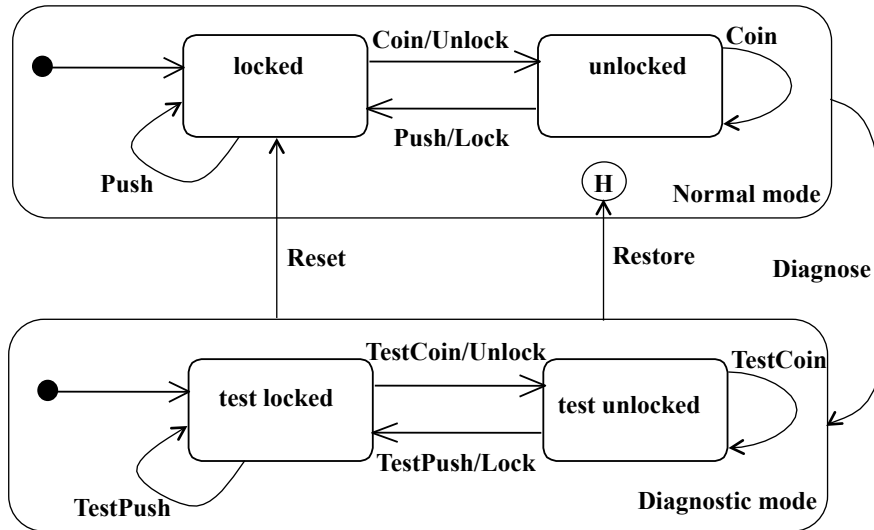 Coin/Unlock
Coin
locked
unlocked
Push/Lock
Push
H
Normal mode
Reset
Restore
Diagnose
TestCoin/Unlock
TestCoin
test locked
test unlocked
TestPush/Lock
TestPush
Diagnostic mode